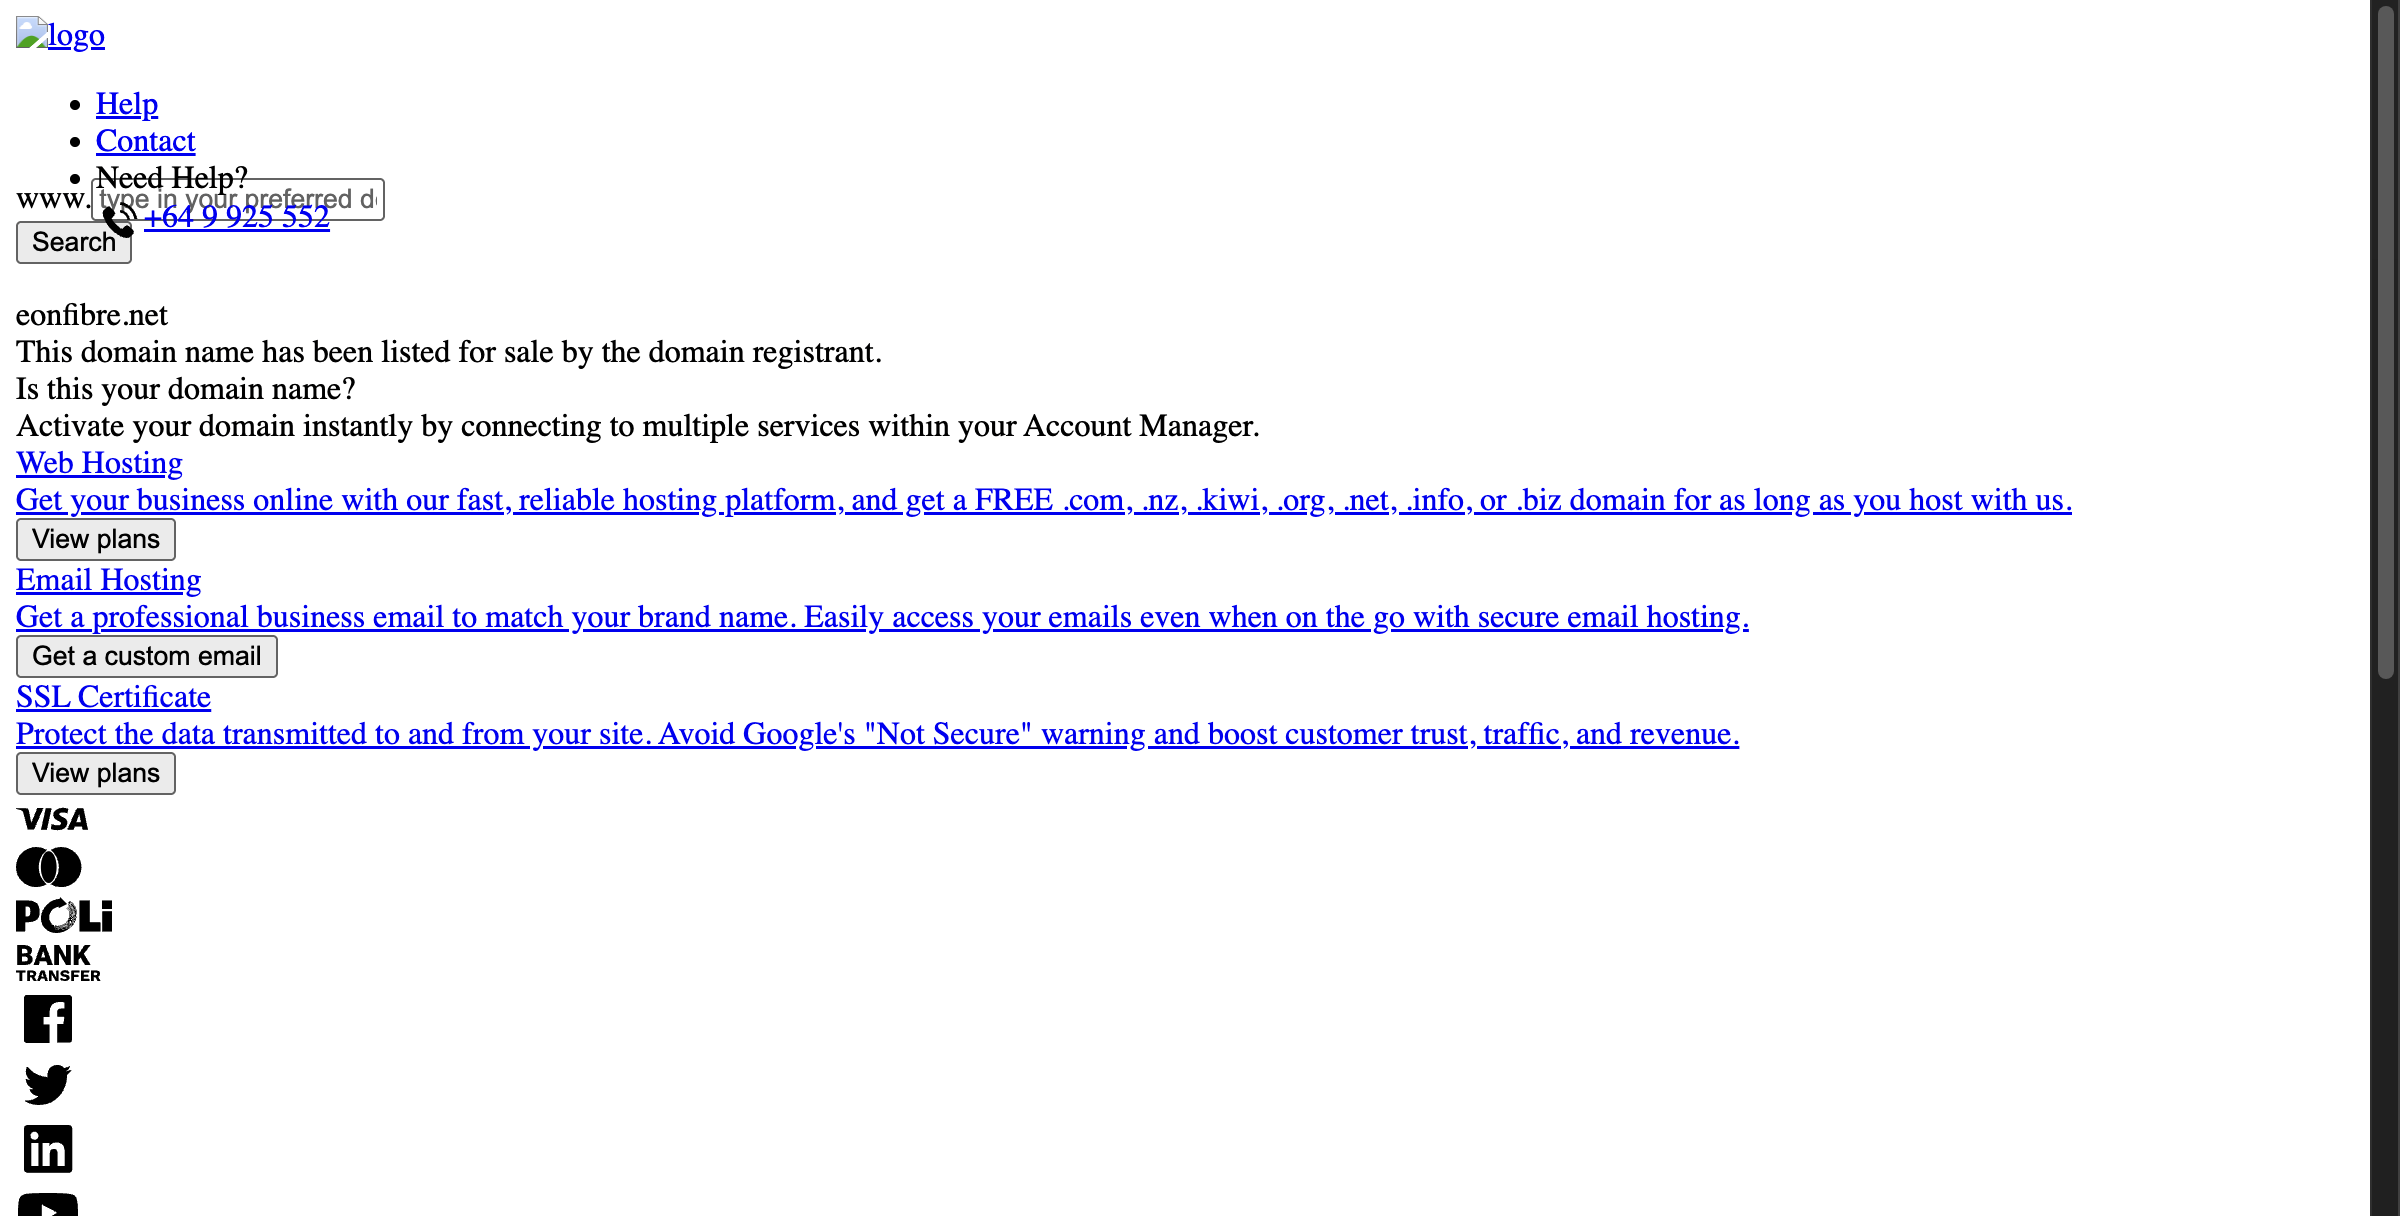 logo
Help
Contact
Need Help?
www. type in your preferred d
+64 9 925 552
Search
eonfibre.net
This domain name has been listed for sale by the domain registrant.
Is this your domain name?
Activate your domain instantly by connecting to multiple services within your Account Manager.
Web Hosting
Get your business online with our fast, reliable hosting platform, and get a FREE .com, .nz, .kiwi, .org, .net, .info, or .biz domain for as long as you host with us.
View plans
Email Hosting
Get a professional business email to match your brand name. Easily access your emails even when on the go with secure email hosting.
Get a custom email
SSL Certificate
Protect the data transmitted to and from your site. Avoid Google's "Not Secure" warning and boost customer trust, traffic, and revenue.
View plans
VISA
POLi
BANK
TRANSFER